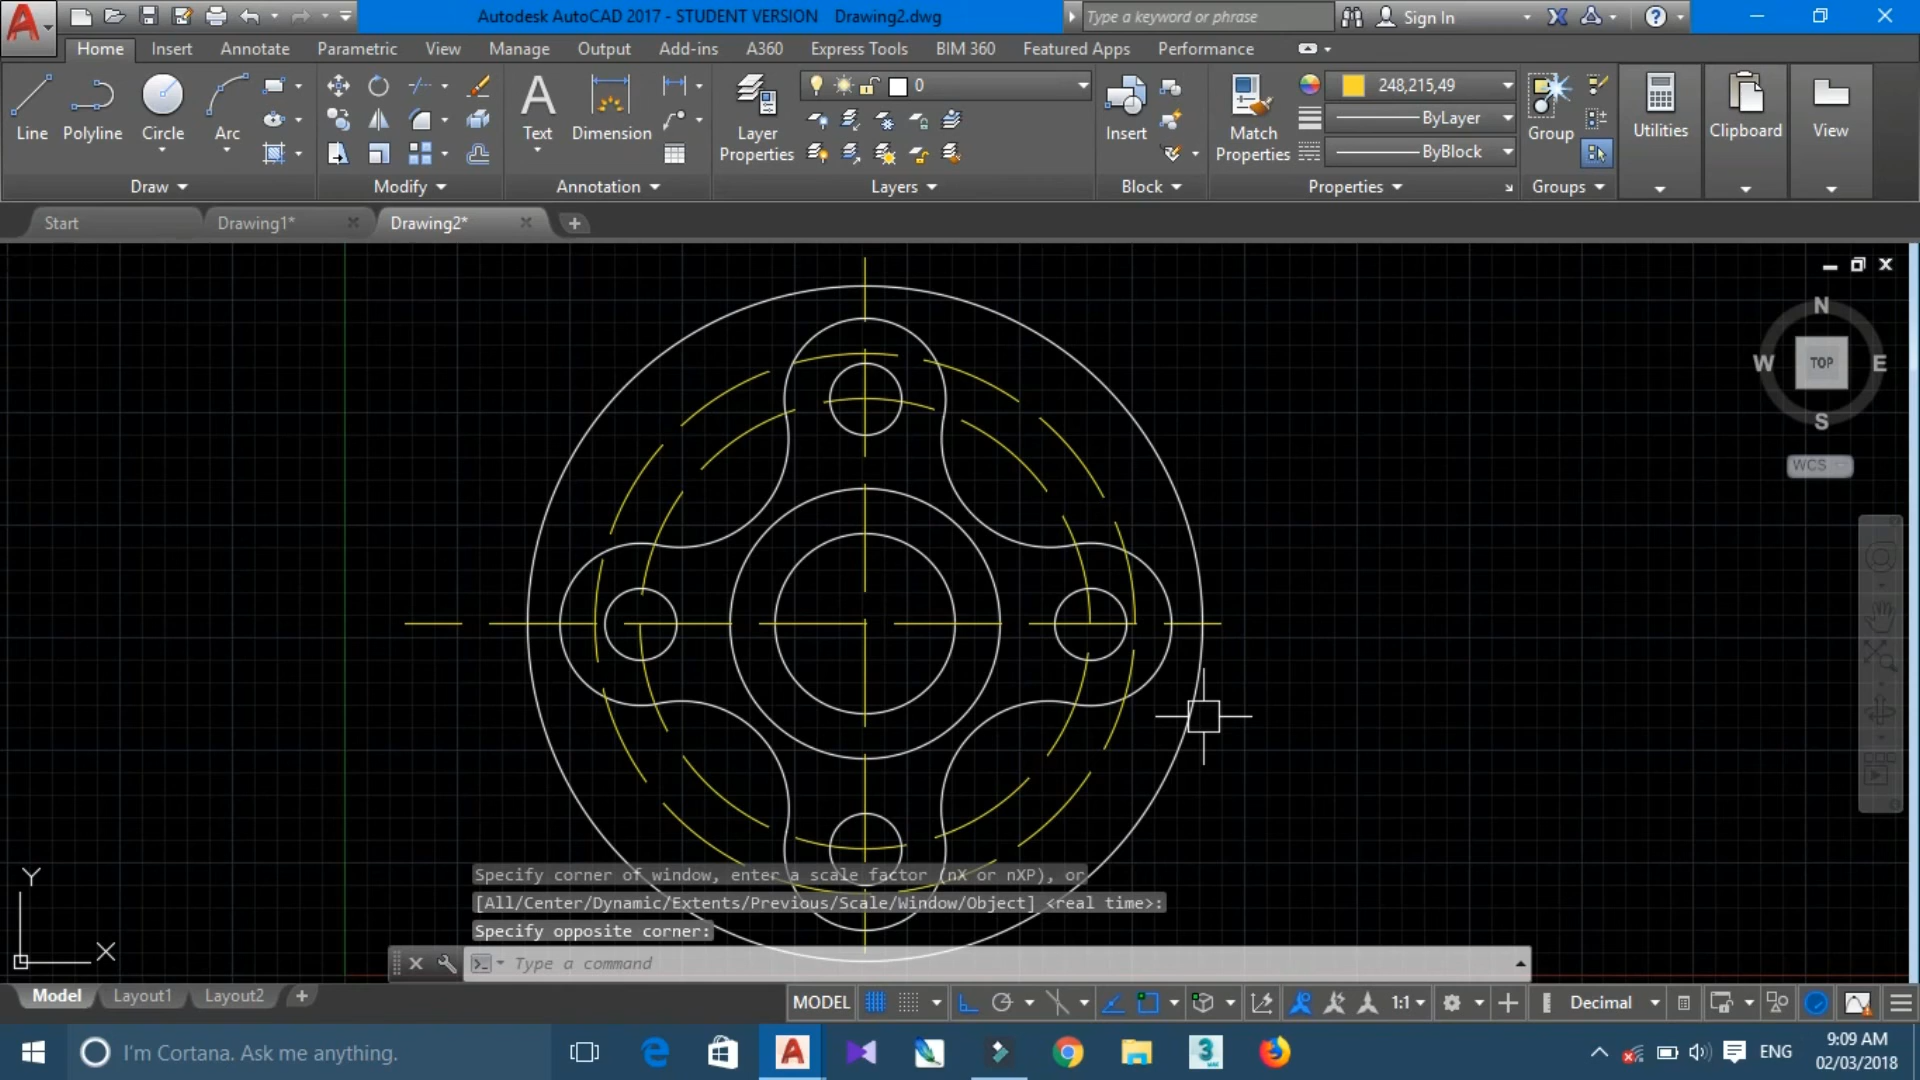 Autodesk AutoCAD 2017 - STUDENT VERSION Drawing2.dwg
Type a keyword or phrase
Sign In
Home Insert Annotate Parametric View Manage Output Add-ins A360 Express Tools BIM 360 Featured Apps Performance
0
248,215,49
ByLayer
ByBlock
Line Polyline Circle Arc
Text Dimension
Layer
Properties
Insert
Match
Properties
Group
Utilities Clipboard View
Draw Modify Annotation Layers Block Properties Groups
Start Drawing1* Drawing2*
N
W TOP E
S
WCS
Y
X
Specify corner of window, enter a scale factor (nX or nXP), or
[All/Center/Dynamic/Extents/Previous/Scale/Window/Object] <real time>:
Specify opposite corner:
Type a command
Model Layout1 Layout2 +
MODEL 1:1 Decimal
I'm Cortana. Ask me anything.
ENG
9:09 AM
02/03/2018